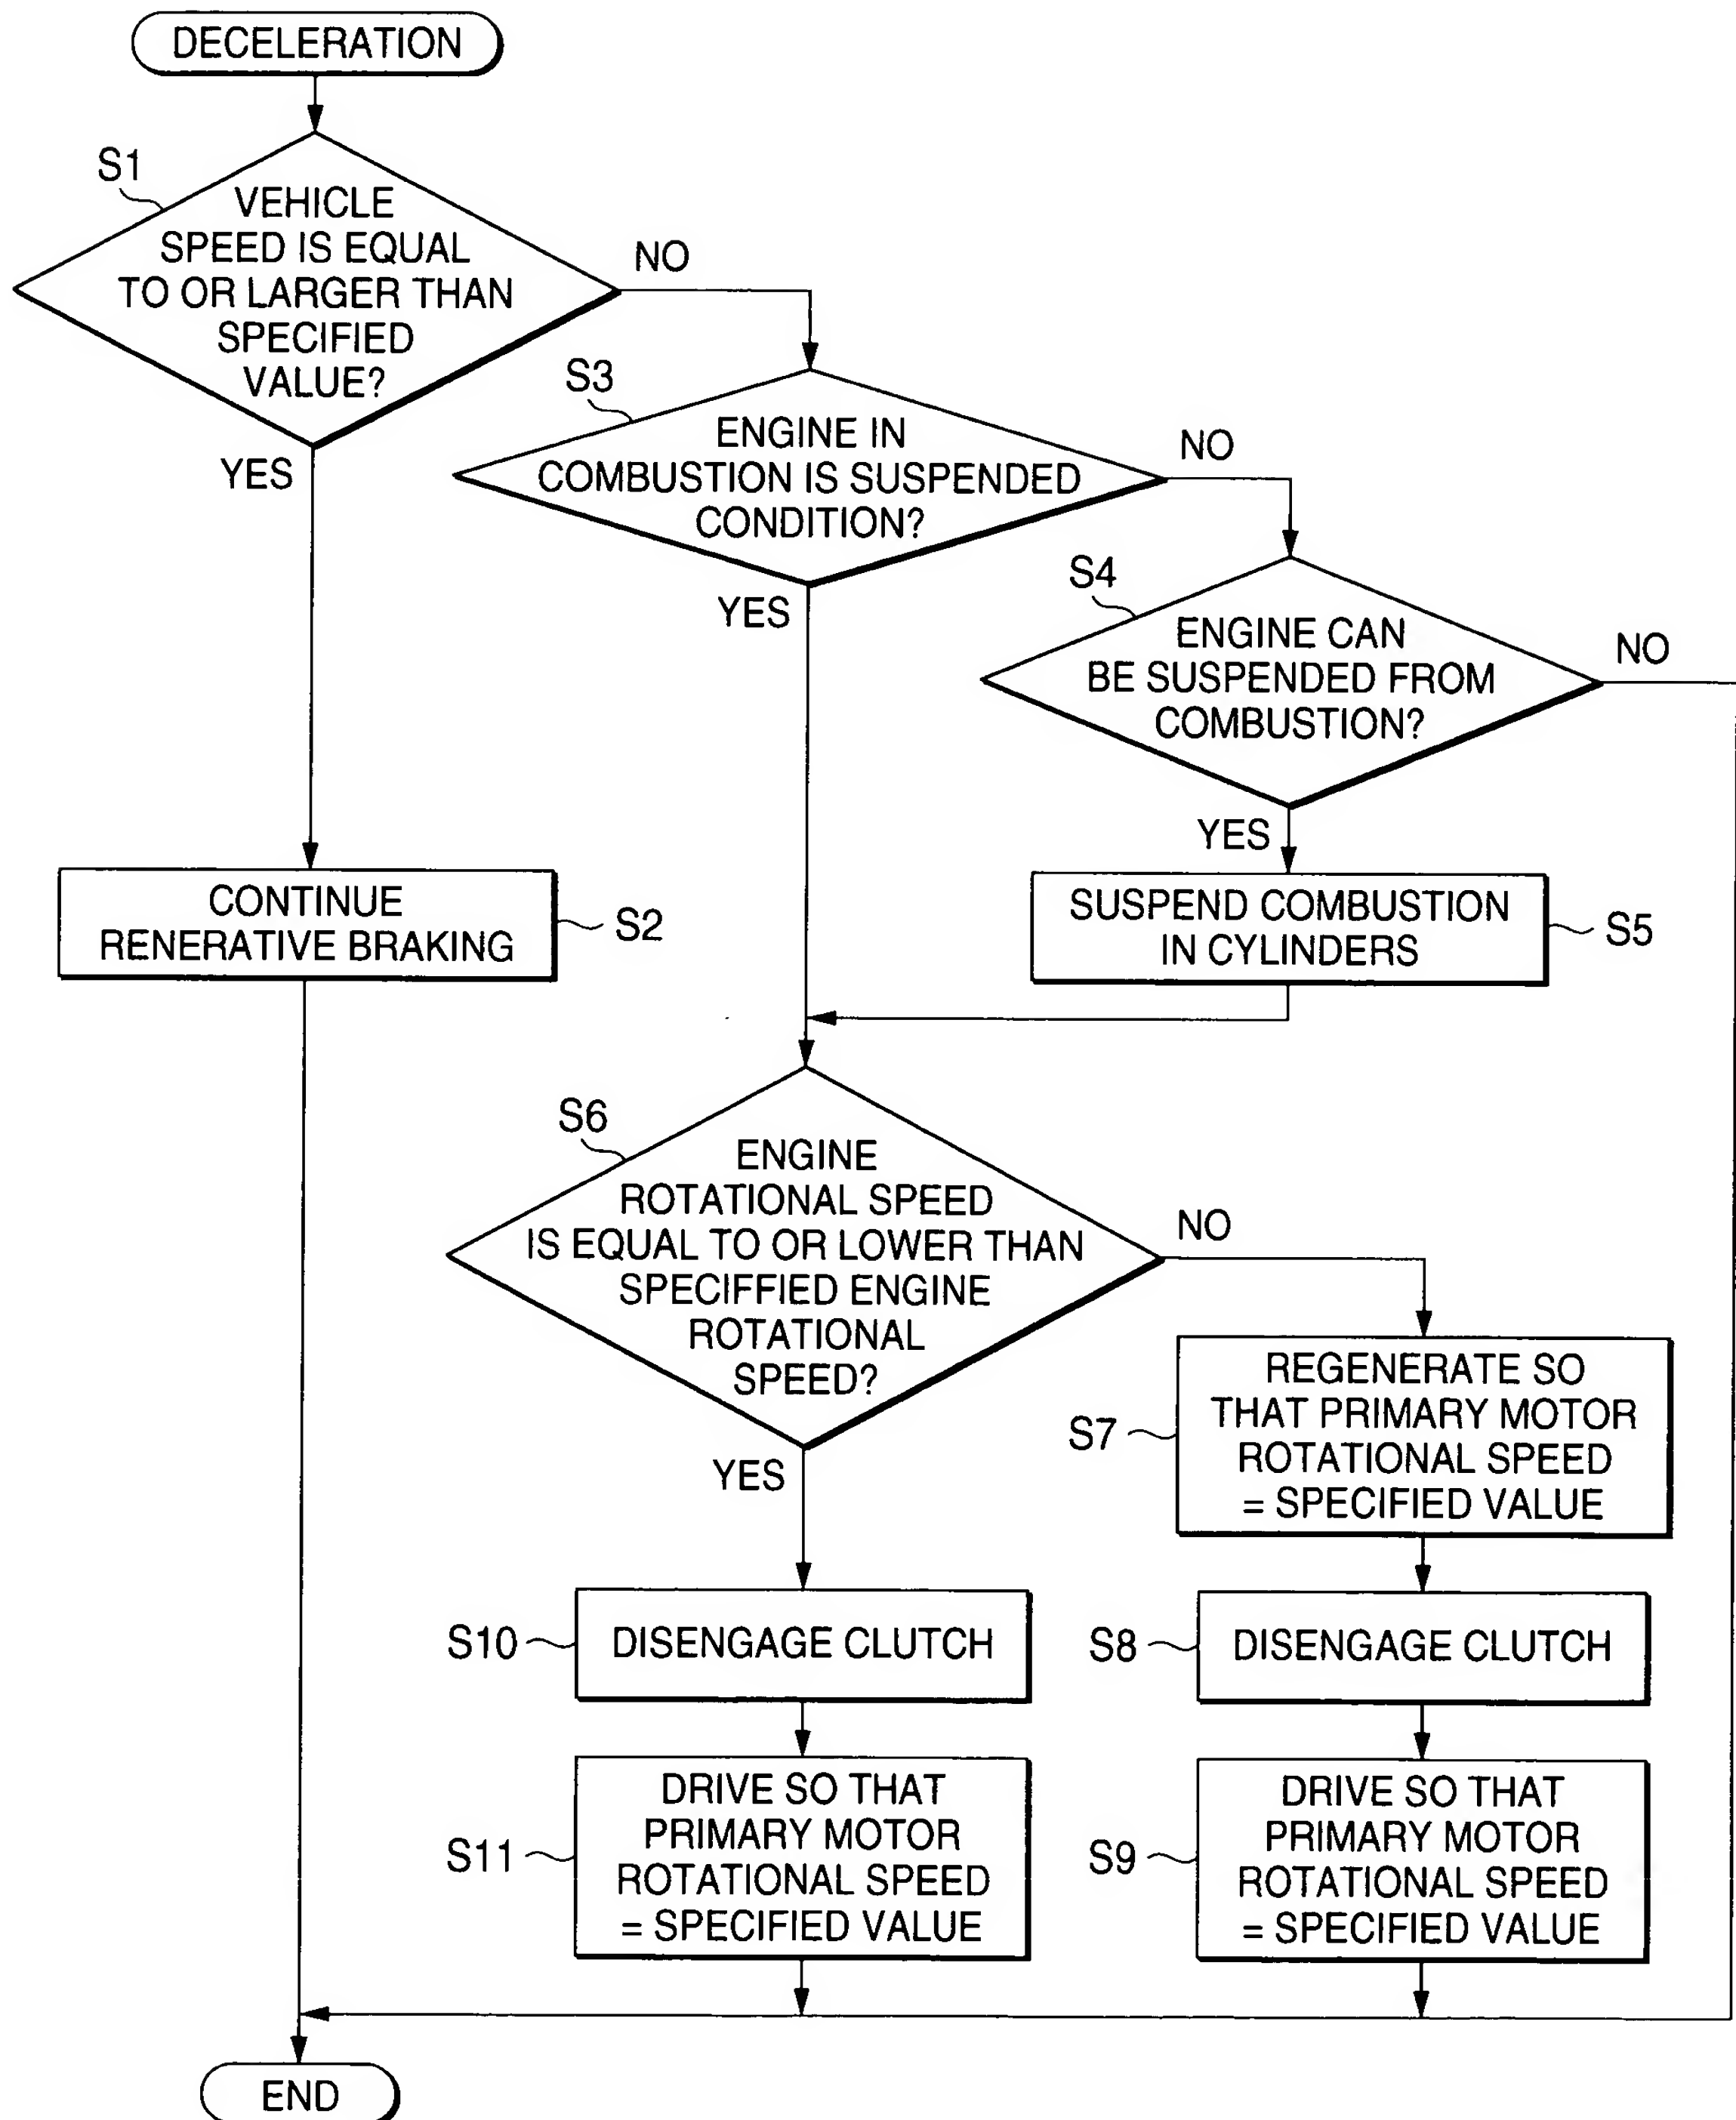 DECELERATION
S1
VEHICLE
SPEED IS EQUAL
TO OR LARGER THAN
SPECIFIED
VALUE?
NO
YES
S3
ENGINE IN
COMBUSTION IS SUSPENDED
CONDITION?
NO
YES
S4
ENGINE CAN
BE SUSPENDED FROM
COMBUSTION?
NO
YES
CONTINUE
RENERATIVE BRAKING
S2
SUSPEND COMBUSTION
IN CYLINDERS
S5
S6
ENGINE
ROTATIONAL SPEED
IS EQUAL TO OR LOWER THAN
SPECIFFIED ENGINE
ROTATIONAL
SPEED?
NO
YES
S7
REGENERATE SO
THAT PRIMARY MOTOR
ROTATIONAL SPEED
= SPECIFIED VALUE
S10
DISENGAGE CLUTCH
S8
DISENGAGE CLUTCH
S11
DRIVE SO THAT
PRIMARY MOTOR
ROTATIONAL SPEED
= SPECIFIED VALUE
S9
DRIVE SO THAT
PRIMARY MOTOR
ROTATIONAL SPEED
= SPECIFIED VALUE
END